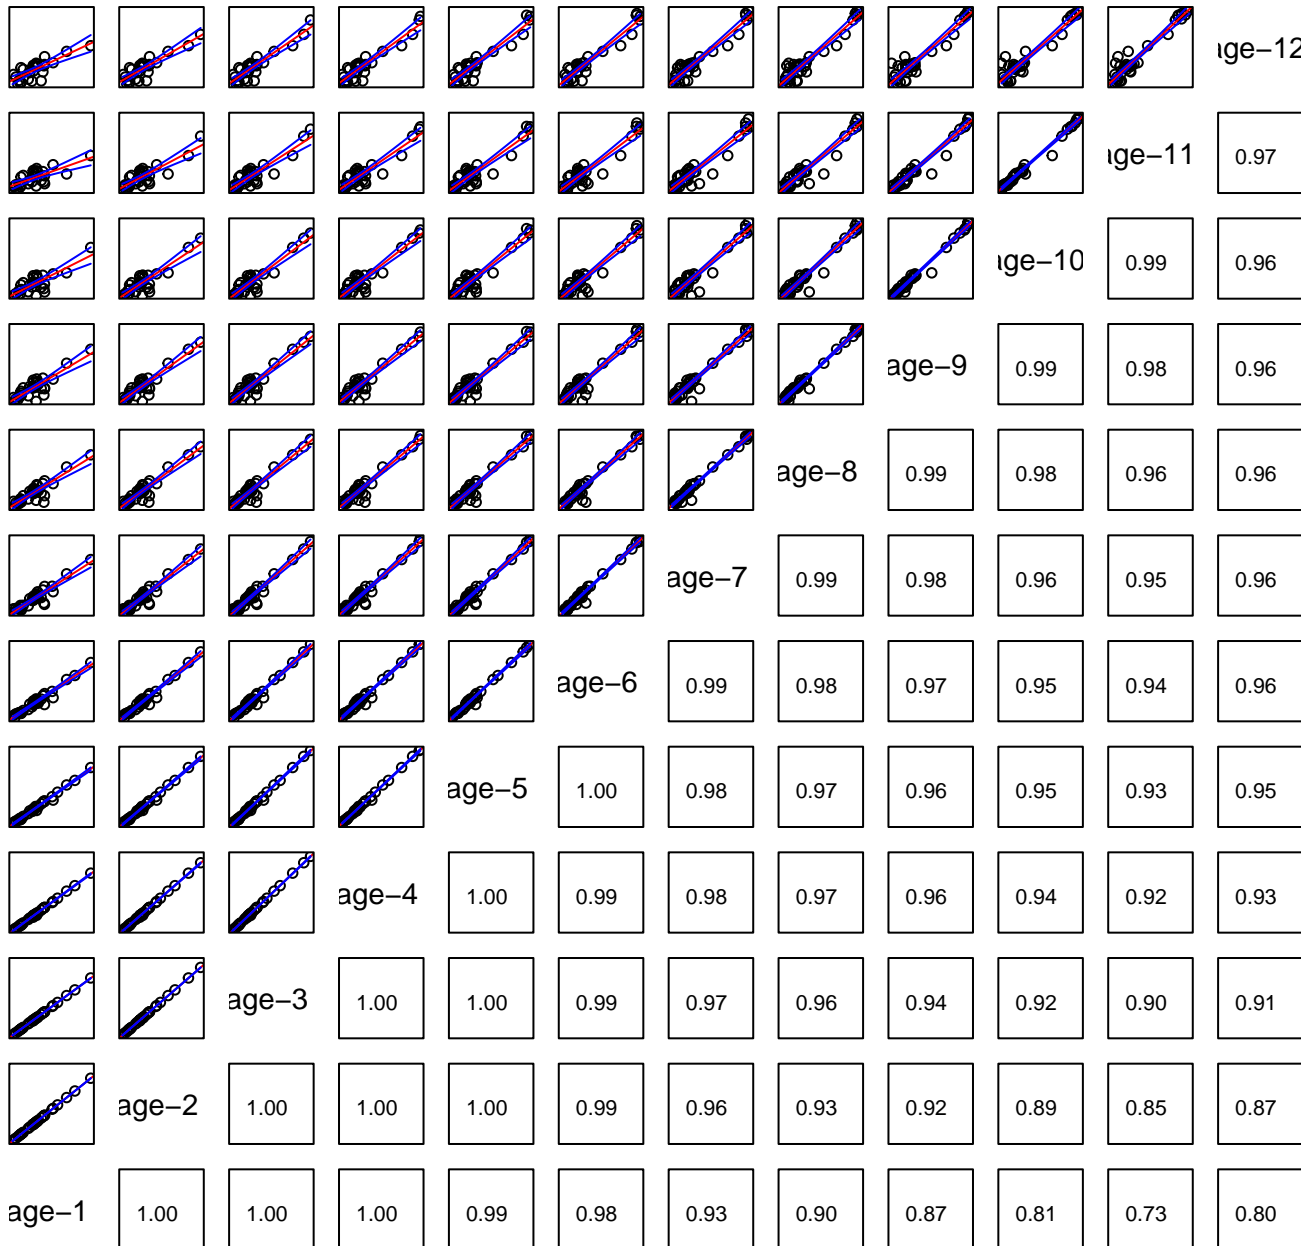 age−12
age−11 0.97
age−10 0.99 0.96
age−9 0.99 0.98 0.96
age−8 0.99 0.98 0.96 0.96
age−7 0.99 0.98 0.96 0.95 0.96
age−6 0.99 0.98 0.97 0.95 0.94 0.96
age−5 1.00 0.98 0.97 0.96 0.95 0.93 0.95
age−4 1.00 0.99 0.98 0.97 0.96 0.94 0.92 0.93
age−3 1.00 1.00 0.99 0.97 0.96 0.94 0.92 0.90 0.91
age−2 1.00 1.00 1.00 0.99 0.96 0.93 0.92 0.89 0.85 0.87
age−1 1.00 1.00 1.00 0.99 0.98 0.93 0.90 0.87 0.81 0.73 0.80